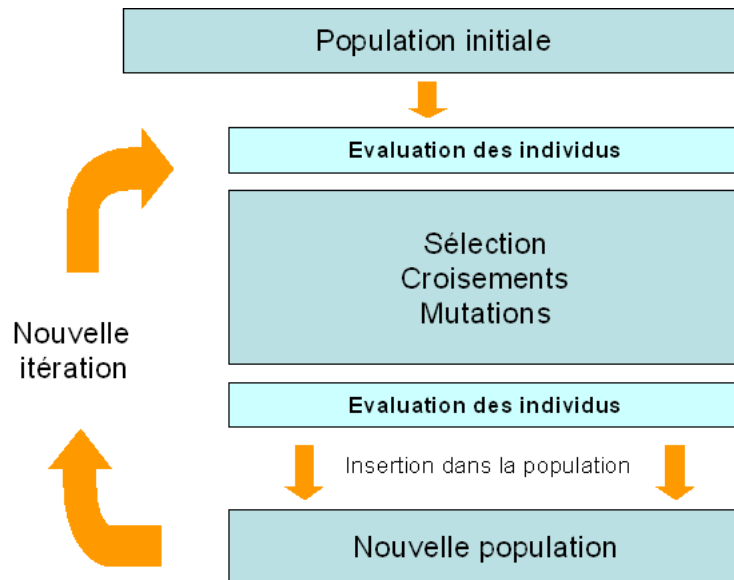 Population initiale
Evaluation des individus
Sélection
Croisements
Mutations
Nouvelle
itération
Evaluation des individus
Insertion dans la population
Nouvelle population